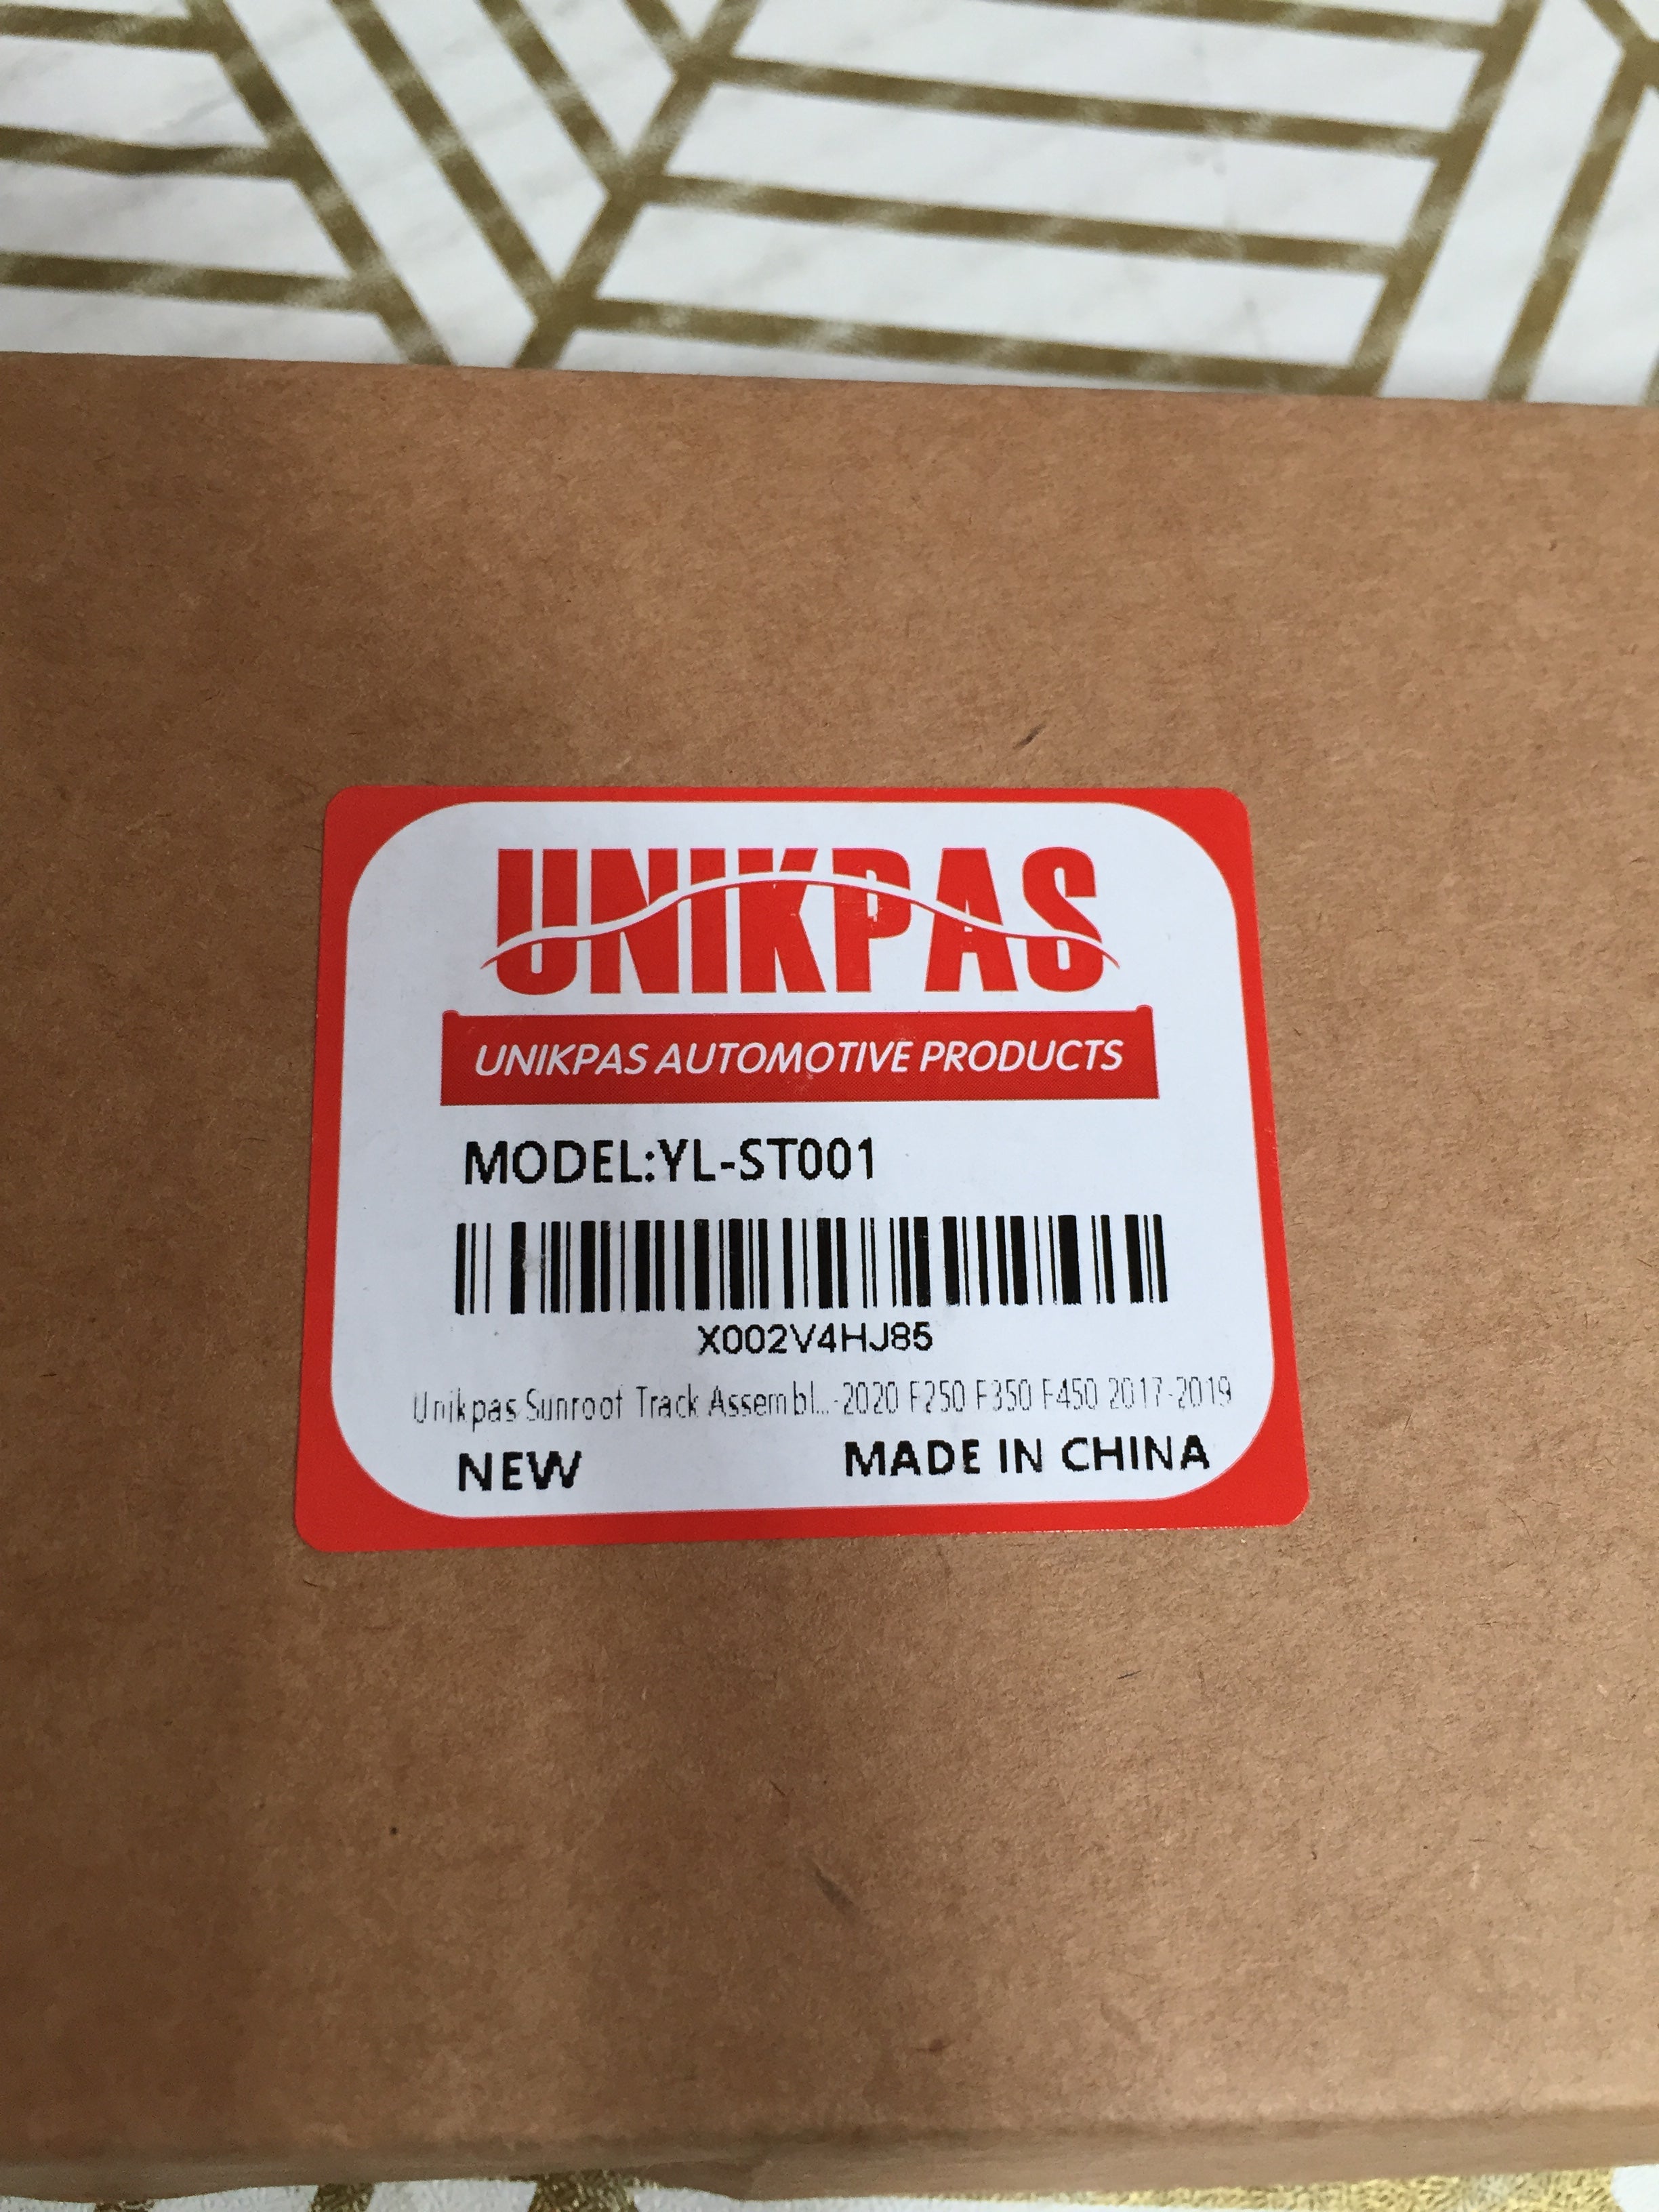 UNIKPAS
UNIKPAS AUTOMOTIVE PRODUCTS
MODEL:YL-ST001
X002V4HJ85
Unikpas Sunroof Track Assembl...-2020 F250 F350 F450 2017-2019
NEW MADE IN CHINA